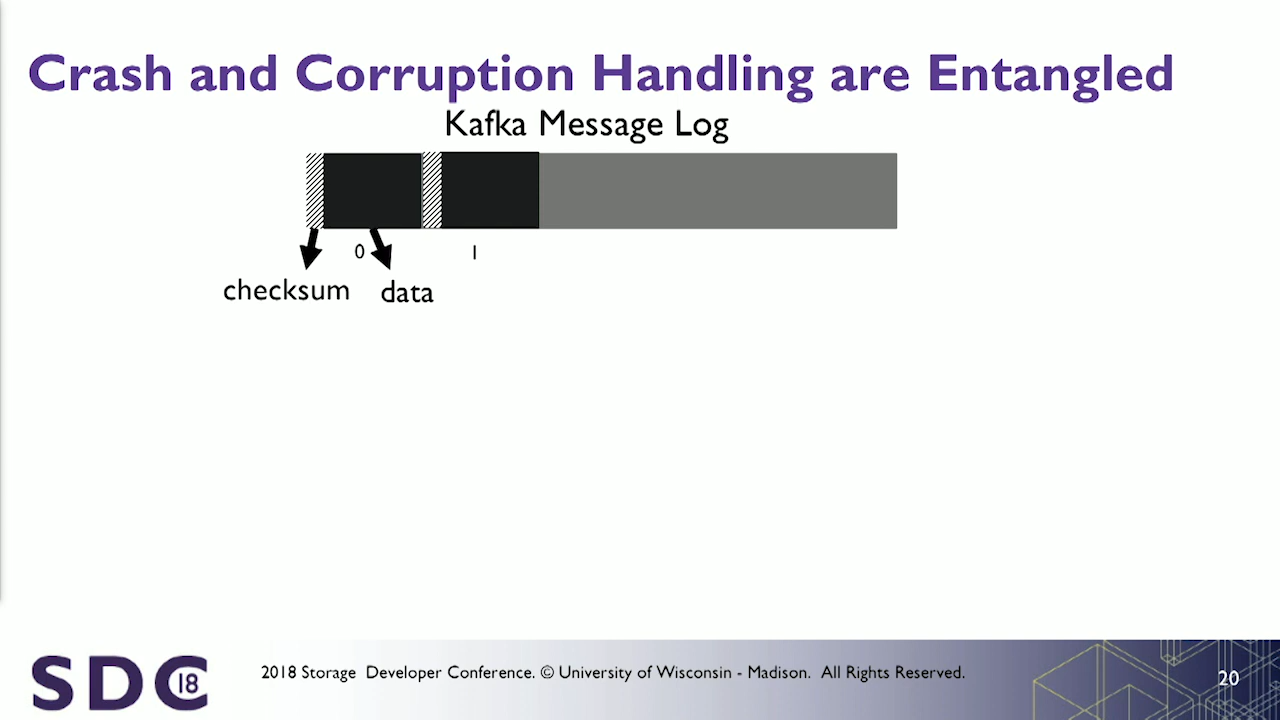 Crash and Corruption Handling are Entangled
Kafka Message Log
0 1
checksum data
SDC 18
2018 Storage Developer Conference. © University of Wisconsin - Madison. All Rights Reserved.
20